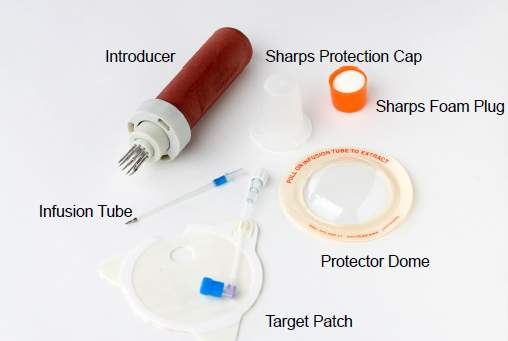 Introducer
Sharps Protection Cap
Sharps Foam Plug
PULL ON INFUSION TUBE TO EXTRACT
Infusion Tube
Protector Dome
Target Patch